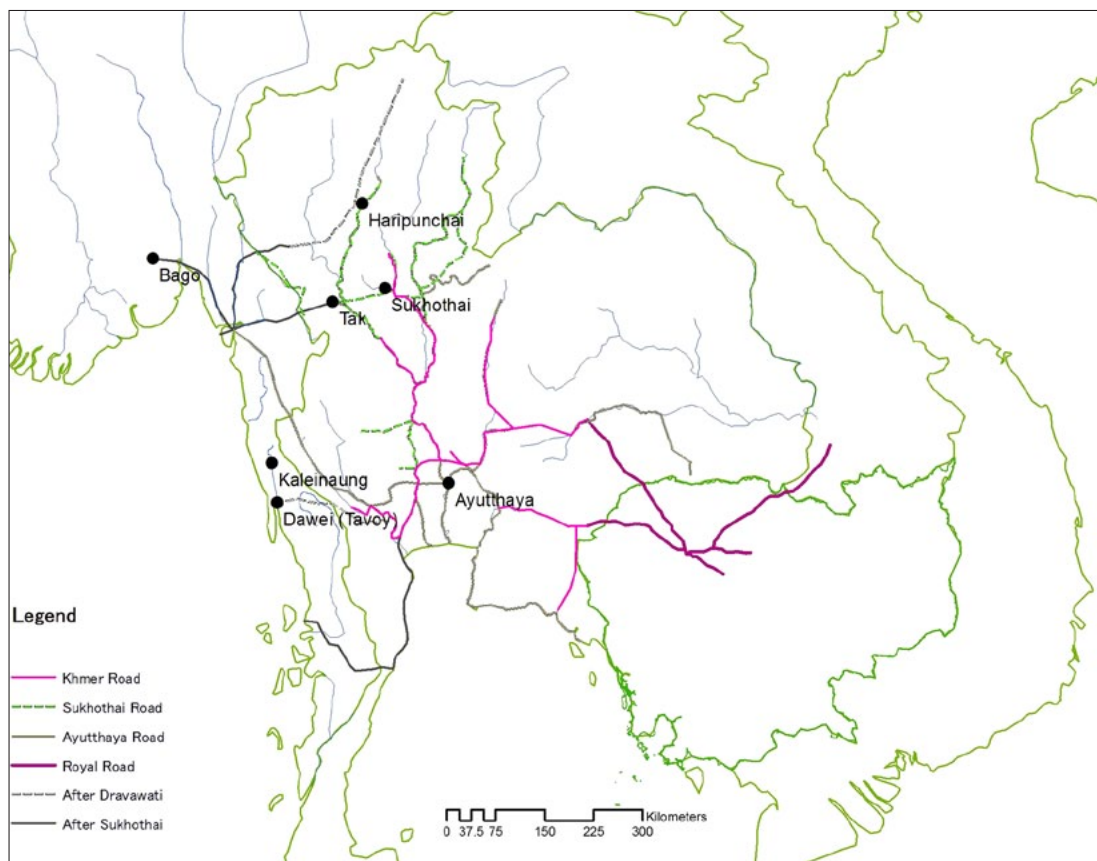 Haripunchai
Bago
Sukhothai
Tak
Kaleinaung
Ayutthaya
Dawei (Tavoy)
Legend
Khmer Road
Sukhothai Road
Ayutthaya Road
Royal Road
After Dravawati
After Sukhothai
Kilometers
0 37.5 75 150 225 300